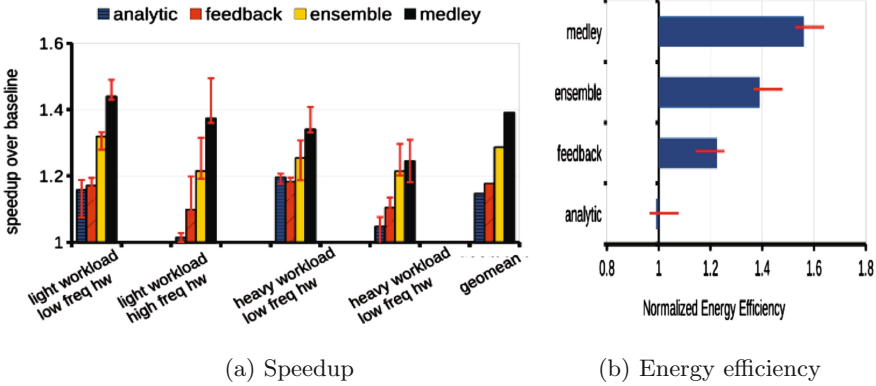 analytic feedback ensemble medley
speedup over baseline
1.6
1.4
1.2
1
light workload
low freq hw
light workload
high freq hw
heavy workload
low freq hw
heavy workload
low freq hw
geomean
(a) Speedup
medley
ensemble
feedback
analytic
0.8 1 1.2 1.4 1.6 1.8
Normalized Energy Efficiency
(b) Energy efficiency